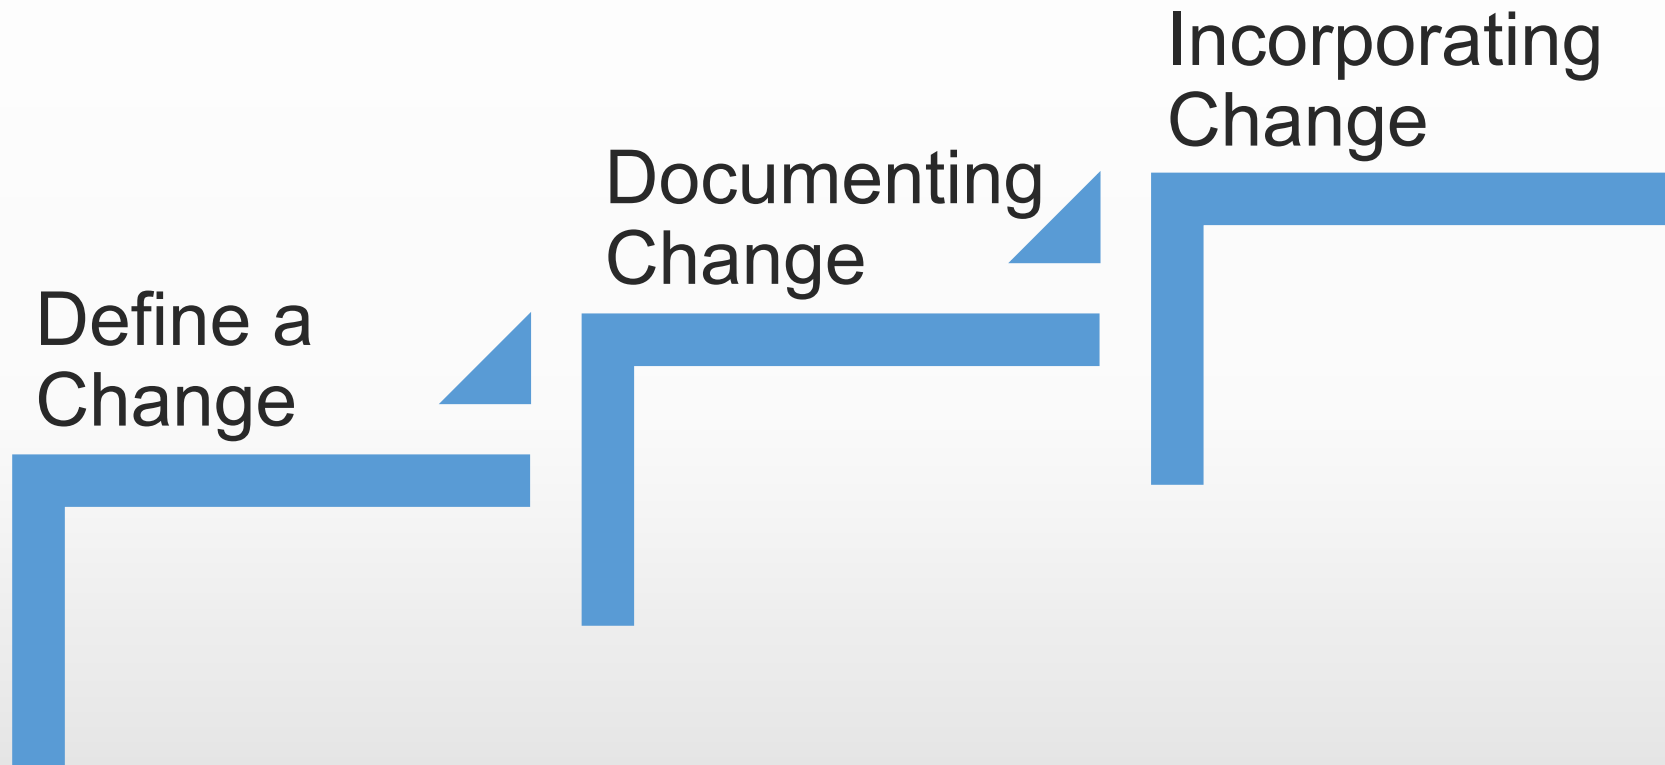 Define a
Change
Documenting
Change
Incorporating
Change